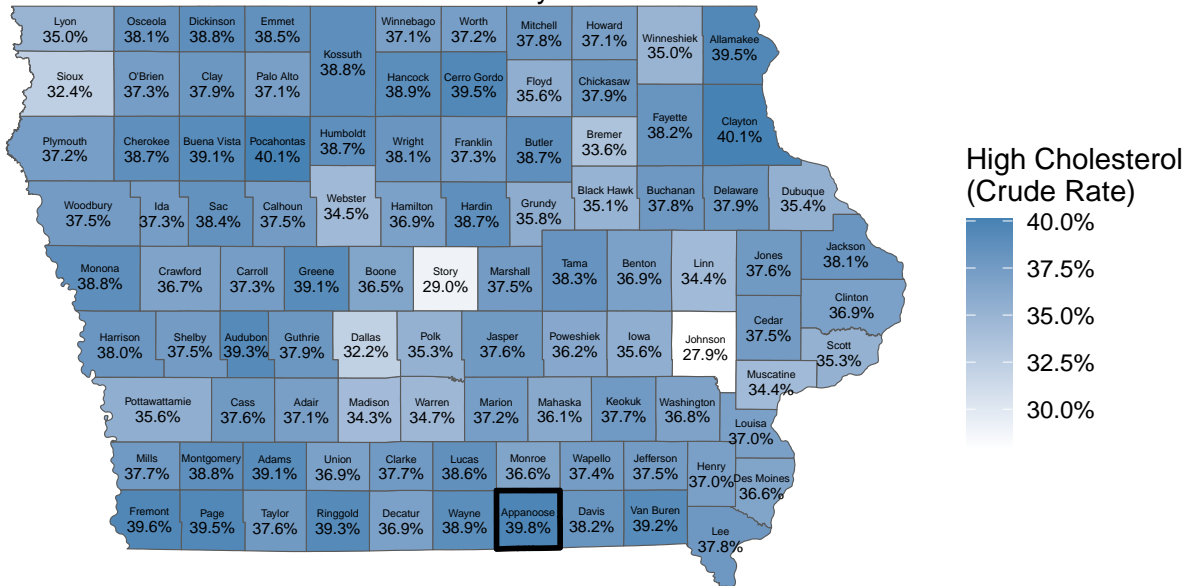 Lyon
35.0%
Osceola
38.1%
Dickinson
38.8%
Emmet
38.5%
Kossuth
38.8%
Winnebago
37.1%
Worth
37.2%
Mitchell
37.8%
Howard
37.1%
Winneshiek
35.0%
Allamakee
39.5%
Sioux
32.4%
O'Brien
37.3%
Clay
37.9%
Palo Alto
37.1%
Hancock
38.9%
Cerro Gordo
39.5%
Floyd
35.6%
Chickasaw
37.9%
Fayette
38.2%
Clayton
40.1%
Plymouth
37.2%
Cherokee
38.7%
Buena Vista
39.1%
Pocahontas
40.1%
Humboldt
38.7%
Wright
38.1%
Franklin
37.3%
Butler
38.7%
Bremer
33.6%
Woodbury
37.5%
Ida
37.3%
Sac
38.4%
Calhoun
37.5%
Webster
34.5%
Hamilton
36.9%
Hardin
38.7%
Grundy
35.8%
Black Hawk
35.1%
Buchanan
37.8%
Delaware
37.9%
Dubuque
35.4%
Monona
38.8%
Crawford
36.7%
Carroll
37.3%
Greene
39.1%
Boone
36.5%
Story
29.0%
Marshall
37.5%
Tama
38.3%
Benton
36.9%
Linn
34.4%
Jones
37.6%
Jackson
38.1%
Clinton
36.9%
Harrison
38.0%
Shelby
37.5%
Audubon
39.3%
Guthrie
37.9%
Dallas
32.2%
Polk
35.3%
Jasper
37.6%
Poweshiek
36.2%
Iowa
35.6%
Johnson
27.9%
Cedar
37.5%
Scott
35.3%
Muscatine
34.4%
Pottawattamie
35.6%
Cass
37.6%
Adair
37.1%
Madison
34.3%
Warren
34.7%
Marion
37.2%
Mahaska
36.1%
Keokuk
37.7%
Washington
36.8%
Louisa
37.0%
Mills
37.7%
Montgomery
38.8%
Adams
39.1%
Union
36.9%
Clarke
37.7%
Lucas
38.6%
Monroe
36.6%
Wapello
37.4%
Jefferson
37.5%
Henry
37.0%
Des Moines
36.6%
Fremont
39.6%
Page
39.5%
Taylor
37.6%
Ringgold
39.3%
Decatur
36.9%
Wayne
38.9%
Appanoose
39.8%
Davis
38.2%
Van Buren
39.2%
Lee
37.8%
High Cholesterol
(Crude Rate)
40.0%
37.5%
35.0%
32.5%
30.0%